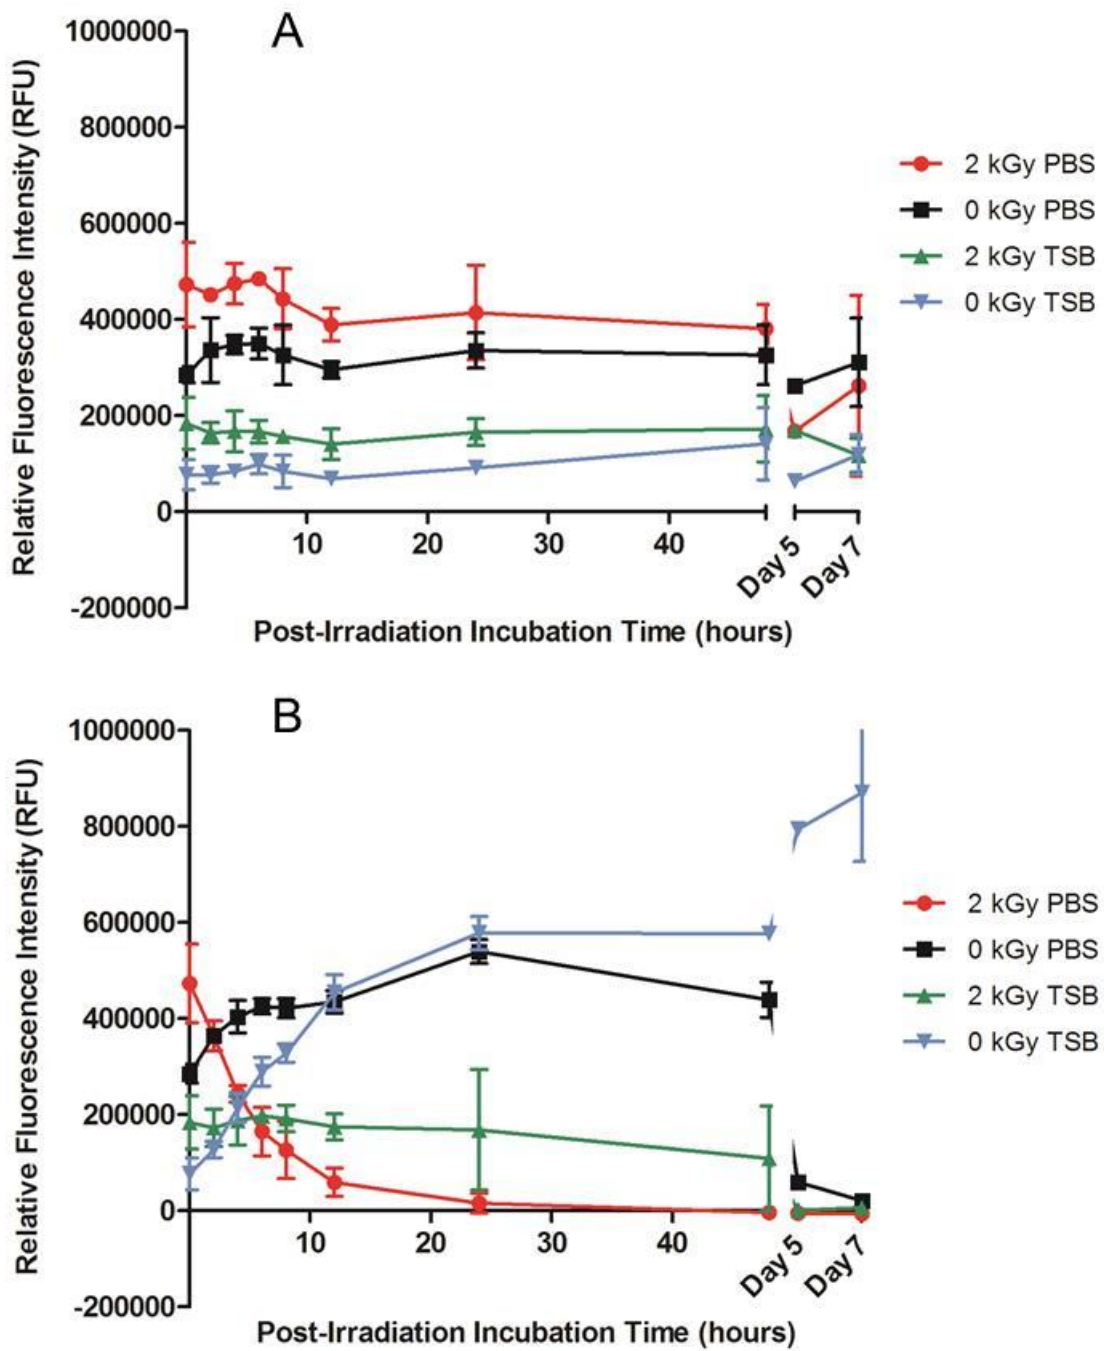 A
Relative Fluorescence Intensity (RFU)
1000000
800000
600000
400000
200000
0
-200000
10
20
30
40
Day 5
Day 7
Post-Irradiation Incubation Time (hours)
2 kGy PBS
0 kGy PBS
2 kGy TSB
0 kGy TSB
B
Relative Fluorescence Intensity (RFU)
1000000
800000
600000
400000
200000
0
-200000
10
20
30
40
Day 5
Day 7
Post-Irradiation Incubation Time (hours)
2 kGy PBS
0 kGy PBS
2 kGy TSB
0 kGy TSB